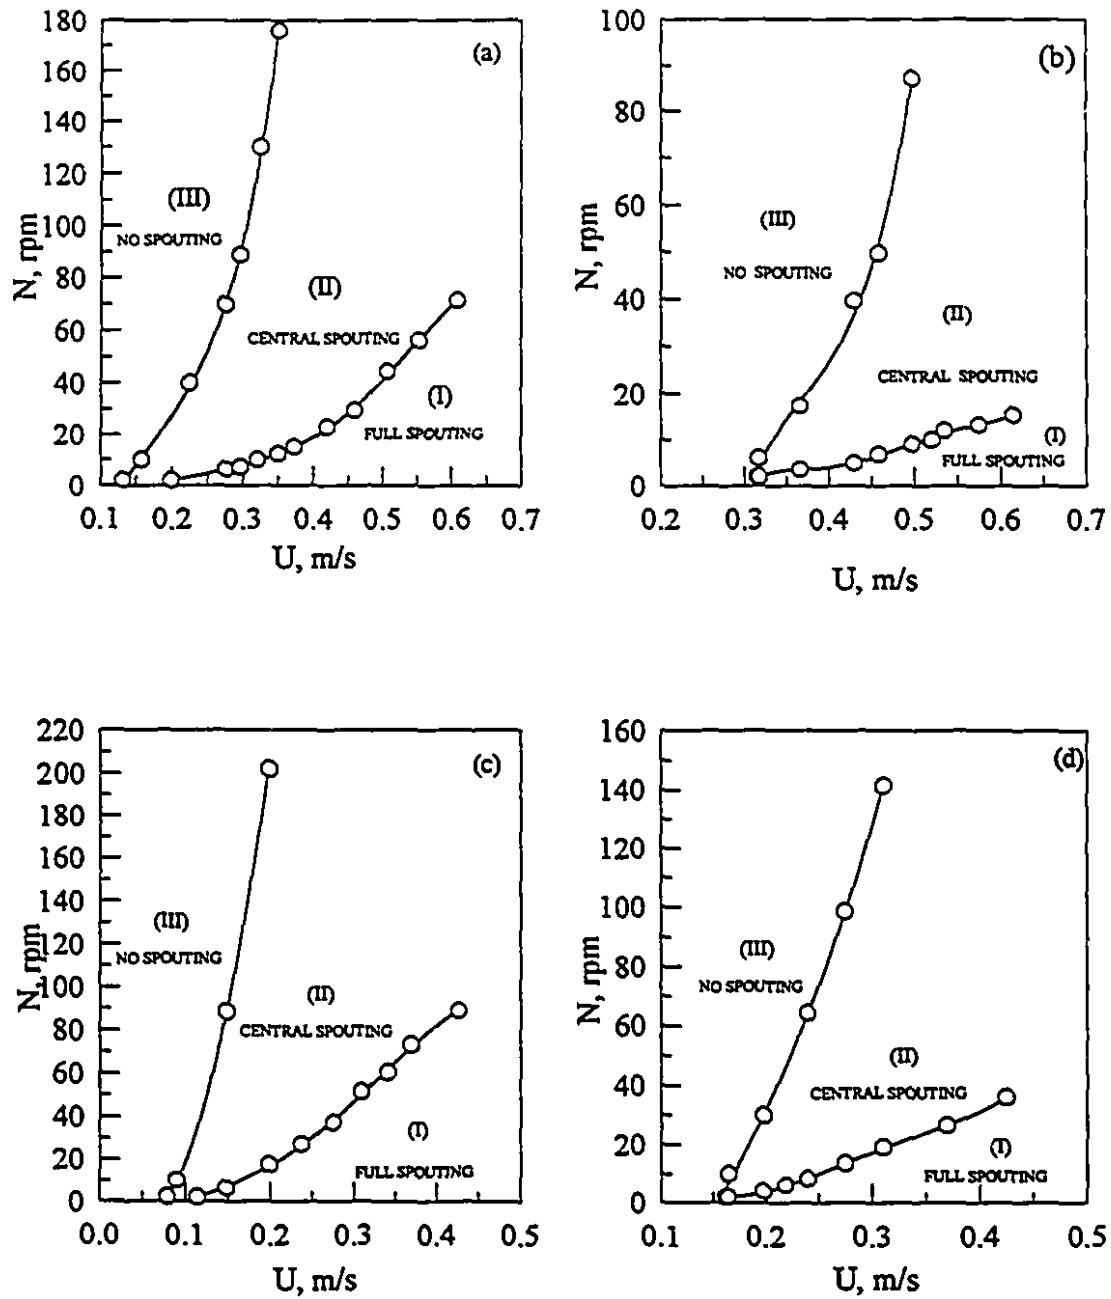 (a)
180
160
140
120
100
80
60
40
20
0
N, rpm
(III)
NO SPOUTING
(II)
CENTRAL SPOUTING
(I)
FULL SPOUTING
0.1 0.2 0.3 0.4 0.5 0.6 0.7
U, m/s
(b)
100
80
60
40
20
0
N, rpm
(III)
NO SPOUTING
(II)
CENTRAL SPOUTING
(I)
FULL SPOUTING
0.2 0.3 0.4 0.5 0.6 0.7
U, m/s
(c)
220
200
180
160
140
120
100
80
60
40
20
0
N, rpm
(III)
NO SPOUTING
(II)
CENTRAL SPOUTING
(I)
FULL SPOUTING
0.0 0.1 0.2 0.3 0.4 0.5
U, m/s
(d)
160
140
120
100
80
60
40
20
0
N, rpm
(III)
NO SPOUTING
(II)
CENTRAL SPOUTING
(I)
FULL SPOUTING
0.1 0.2 0.3 0.4 0.5
U, m/s